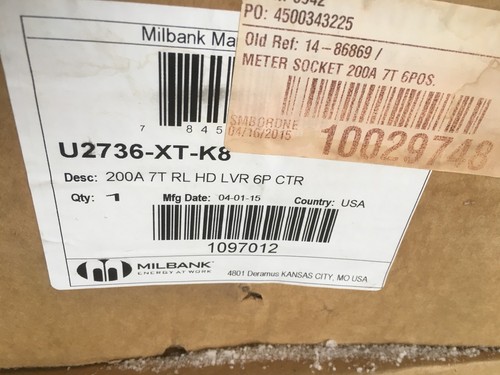 PO: 4500343225
Old Ref: 14-86869 /
METER SOCKET 200A 7T 6POS.
SMBORDNE
04/16/2015
10029748
Milbank Ma
7 845
U2736-XT-K8
Desc: 200A 7T RL HD LVR 6P CTR
Qty: 1 Mfg Date: 04-01-15 Country: USA
1097012
MILBANK
ENERGY AT WORK
4801 Deramus KANSAS CITY, MO USA